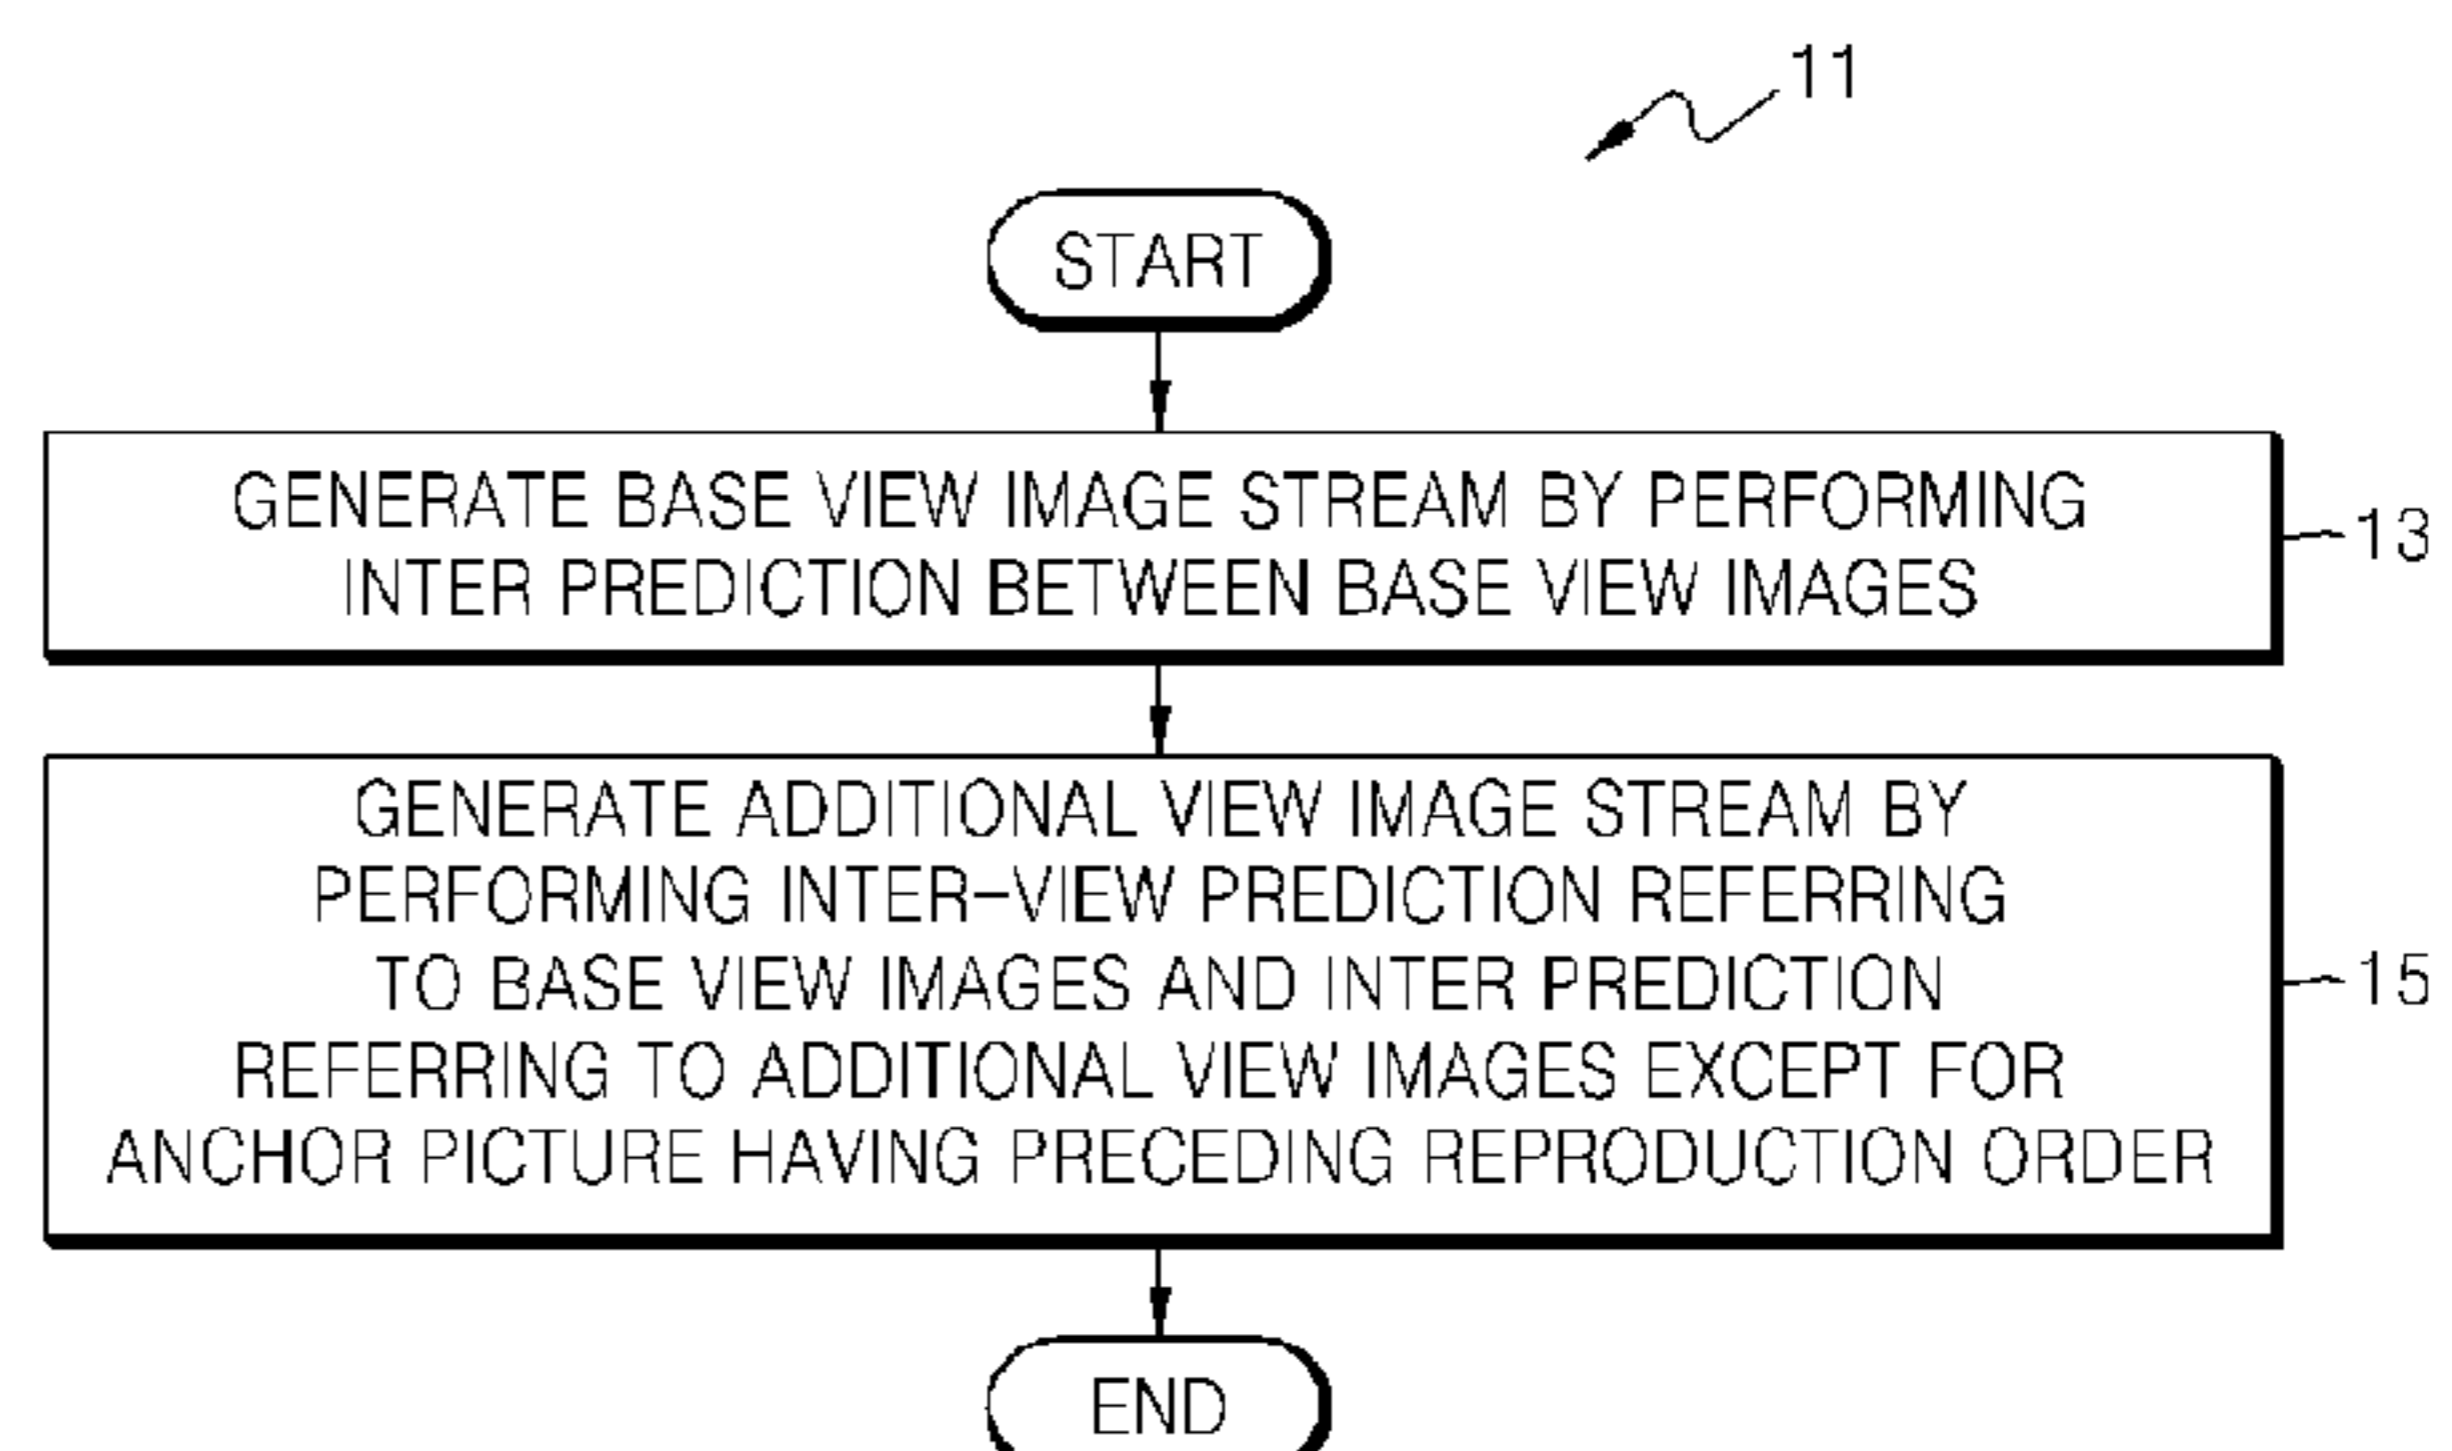 11
START
GENERATE BASE VIEW IMAGE STREAM BY PERFORMING
INTER PREDICTION BETWEEN BASE VIEW IMAGES
13
GENERATE ADDITIONAL VIEW IMAGE STREAM BY
PERFORMING INTER-VIEW PREDICTION REFERRING
TO BASE VIEW IMAGES AND INTER PREDICTION
REFERRING TO ADDITIONAL VIEW IMAGES EXCEPT FOR
ANCHOR PICTURE HAVING PRECEDING REPRODUCTION ORDER
15
END